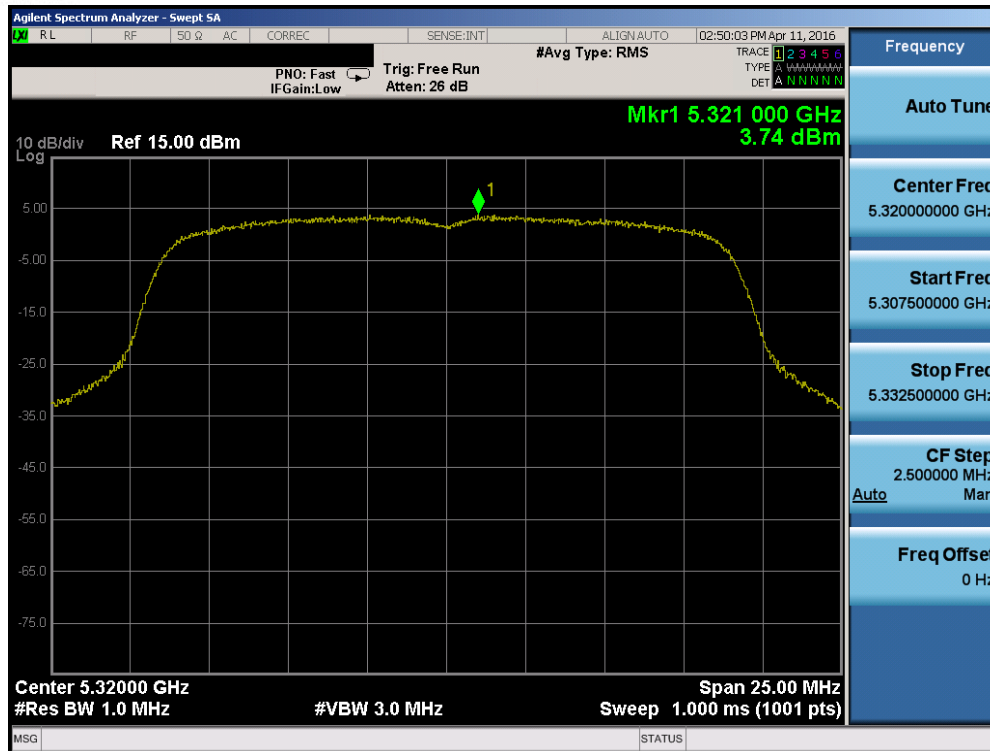 Agilent Spectrum Analyzer - Swept SA
LXI RL RF 50 Ω AC CORREC SENSE:INT ALIGN AUTO 02:50:03 PM Apr 11, 2016
#Avg Type: RMS TRACE 1 2 3 4 5 6
PNO: Fast Trig: Free Run TYPE A WWWWW
IFGain:Low Atten: 26 dB DET A N N N N N
Mkr1 5.321 000 GHz
3.74 dBm
10 dB/div Ref 15.00 dBm
Log
1
5.00
-5.00
-15.0
-25.0
-35.0
-45.0
-55.0
-65.0
-75.0
Center 5.32000 GHz Span 25.00 MHz
#Res BW 1.0 MHz #VBW 3.0 MHz Sweep 1.000 ms (1001 pts)
MSG STATUS
Frequency
Auto Tune
Center Freq
5.320000000 GHz
Start Freq
5.307500000 GHz
Stop Freq
5.332500000 GHz
CF Step
2.500000 MHz
Auto Man
Freq Offset
0 Hz